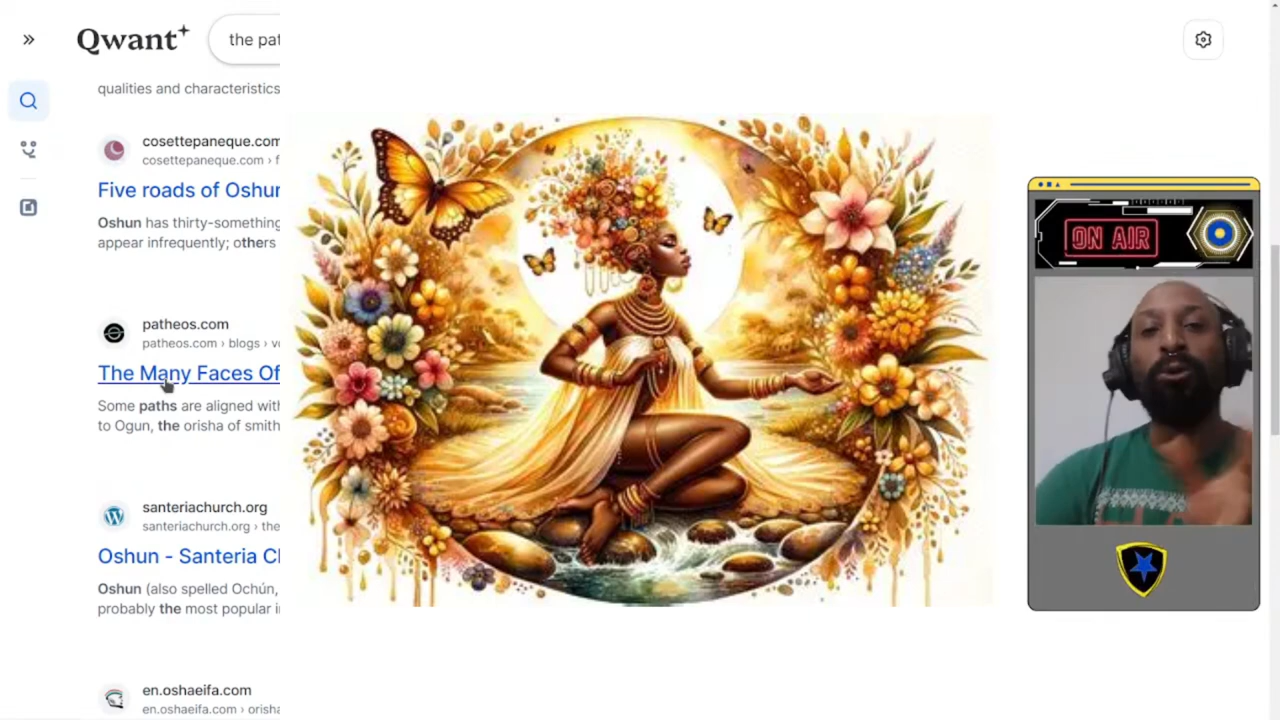 Qwant+
the pat
qualities and characteristics
cosettepaneque.com
cosettepaneque.com › f
Five roads of Oshun
Oshun has thirty-something
appear infrequently; others
patheos.com
patheos.com › blogs › vo
The Many Faces Of
Some paths are aligned with
to Ogun, the orisha of smith
santeriachurch.org
santeriachurch.org › the
Oshun - Santeria Cl
Oshun (also spelled Ochún,
probably the most popular i
en.oshaeifa.com
en.oshaeifa.com › orisha
ON AIR